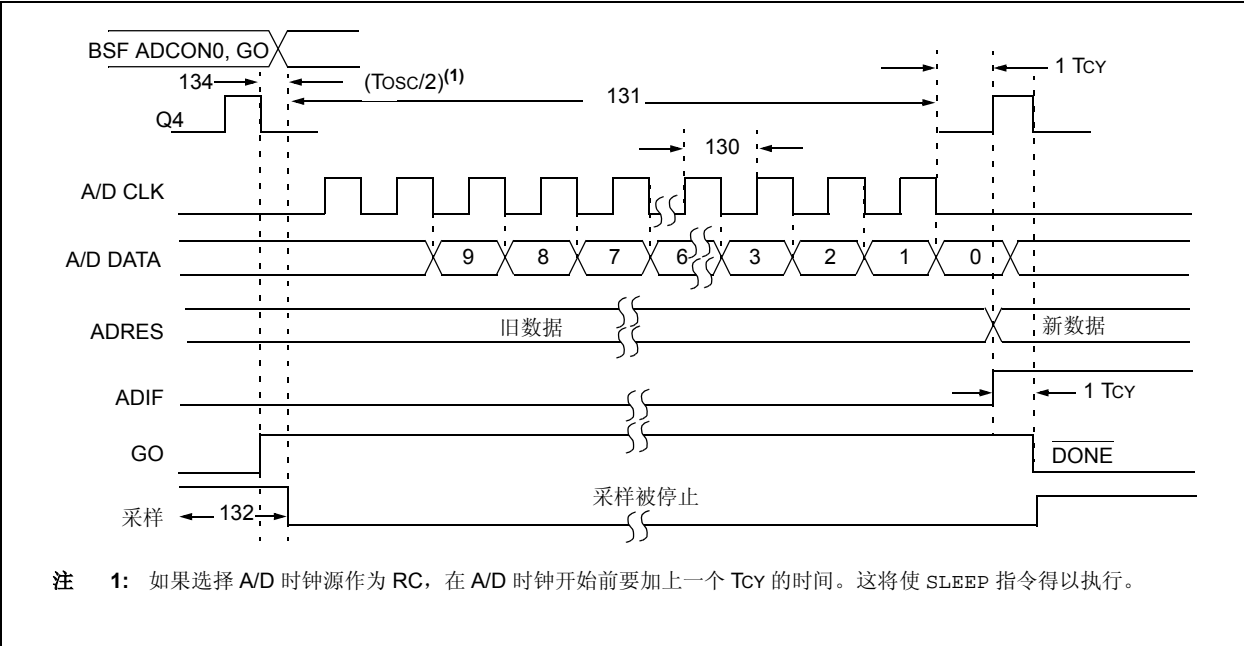 BSF ADCON0, GO
134
(TOSC/2)(1)
131
1 TCY
Q4
130
A/D CLK
A/D DATA
9 8 7 6 3 2 1 0
ADRES
旧数据
新数据
ADIF
1 TCY
GO
DONE
采样
132
采样被停止
注 1: 如果选择 A/D 时钟源作为 RC，在 A/D 时钟开始前要加上一个 TCY 的时间。这将使 SLEEP 指令得以执行。